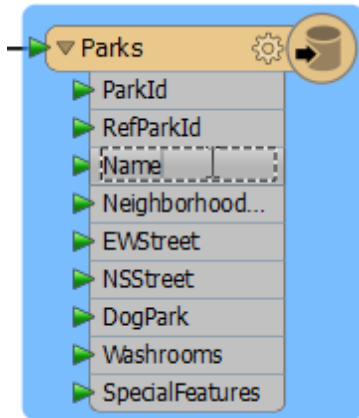 Parks
ParkId
RefParkId
Name
Neighborhood...
EWStreet
NSStreet
DogPark
Washrooms
SpecialFeatures